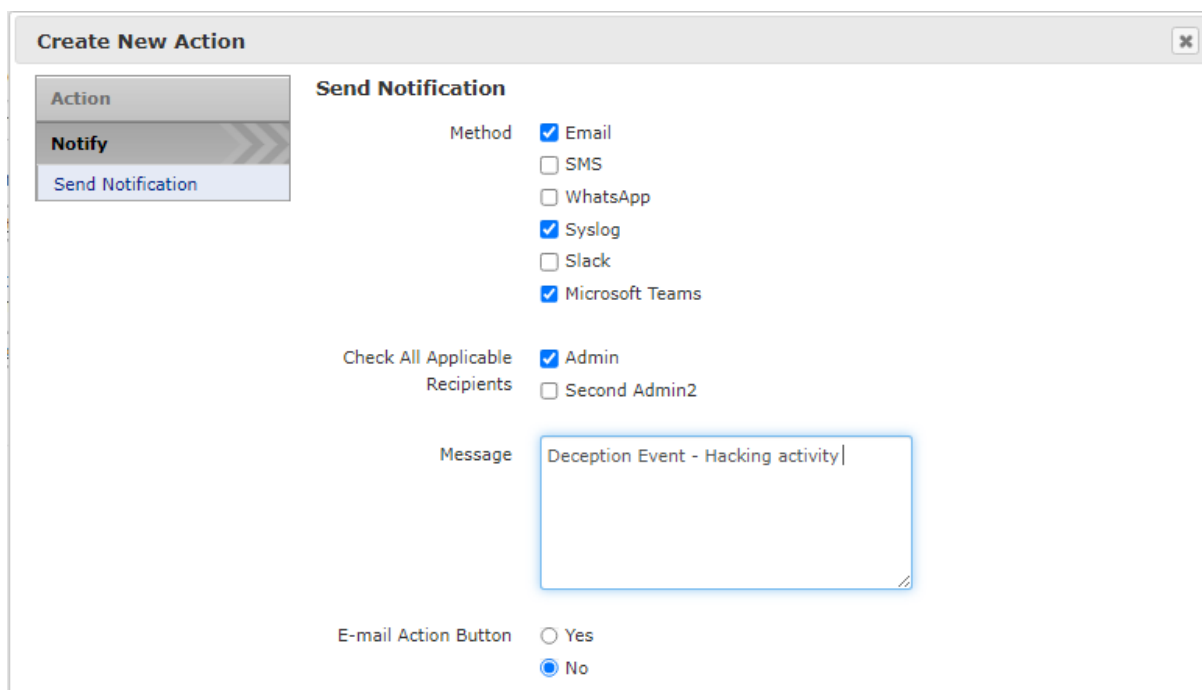 Create New Action
Action
Notify
Send Notification
Send Notification
Method
Email
SMS
WhatsApp
Syslog
Slack
Microsoft Teams
Check All Applicable
Recipients
Admin
Second Admin2
Message
Deception Event - Hacking activity
E-mail Action Button
Yes
No